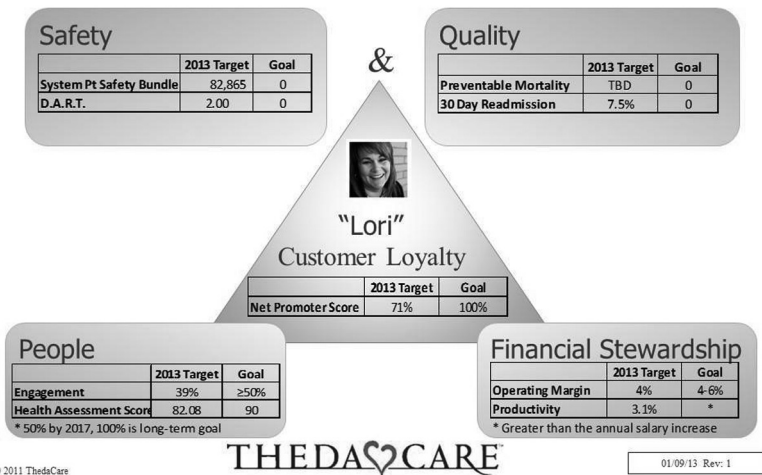 Safety
2013 Target Goal
System Pt Safety Bundle 82,865 0
D.A.R.T. 2.00 0
&
Quality
2013 Target Goal
Preventable Mortality TBD 0
30 Day Readmission 7.5% 0
"Lori"
Customer Loyalty
2013 Target Goal
Net Promoter Score 71% 100%
People
2013 Target Goal
Engagement 39% ≥50%
Health Assessment Score 82.08 90
* 50% by 2017, 100% is long-term goal
Financial Stewardship
2013 Target Goal
Operating Margin 4% 4-6%
Productivity 3.1% *
* Greater than the annual salary increase
THEDACARE™
2011 ThedaCare
01/09/13 Rev: 1